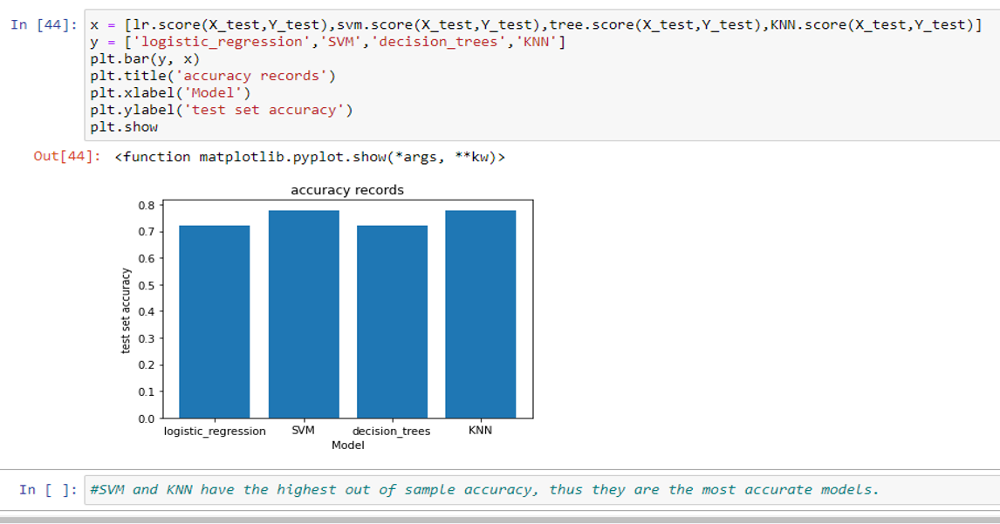 In [44]: x = [lr.score(X_test,Y_test),svm.score(X_test,Y_test),tree.score(X_test,Y_test),KNN.score(X_test,Y_test)]
y = ['logistic_regression','SVM','decision_trees','KNN']
plt.bar(y, x)
plt.title('accuracy records')
plt.xlabel('Model')
plt.ylabel('test set accuracy')
plt.show
Out[44]: <function matplotlib.pyplot.show(*args, **kw)>
accuracy records
0.8
0.7
0.6
0.5
0.4
0.3
0.2
0.1
0.0
test set accuracy
logistic_regression SVM decision_trees KNN
Model
In [ ]: #SVM and KNN have the highest out of sample accuracy, thus they are the most accurate models.